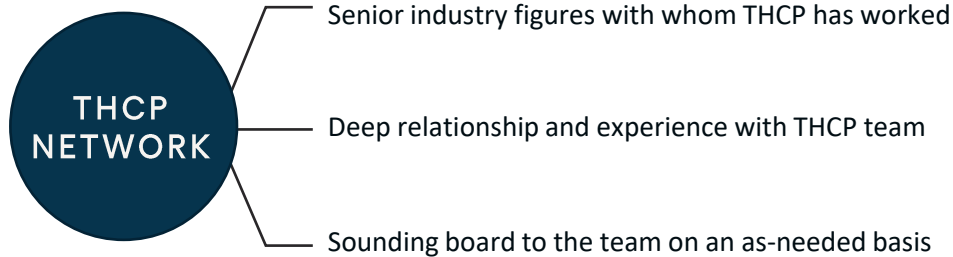 Senior industry figures with whom THCP has worked
THCP
NETWORK
Deep relationship and experience with THCP team
Sounding board to the team on an as-needed basis